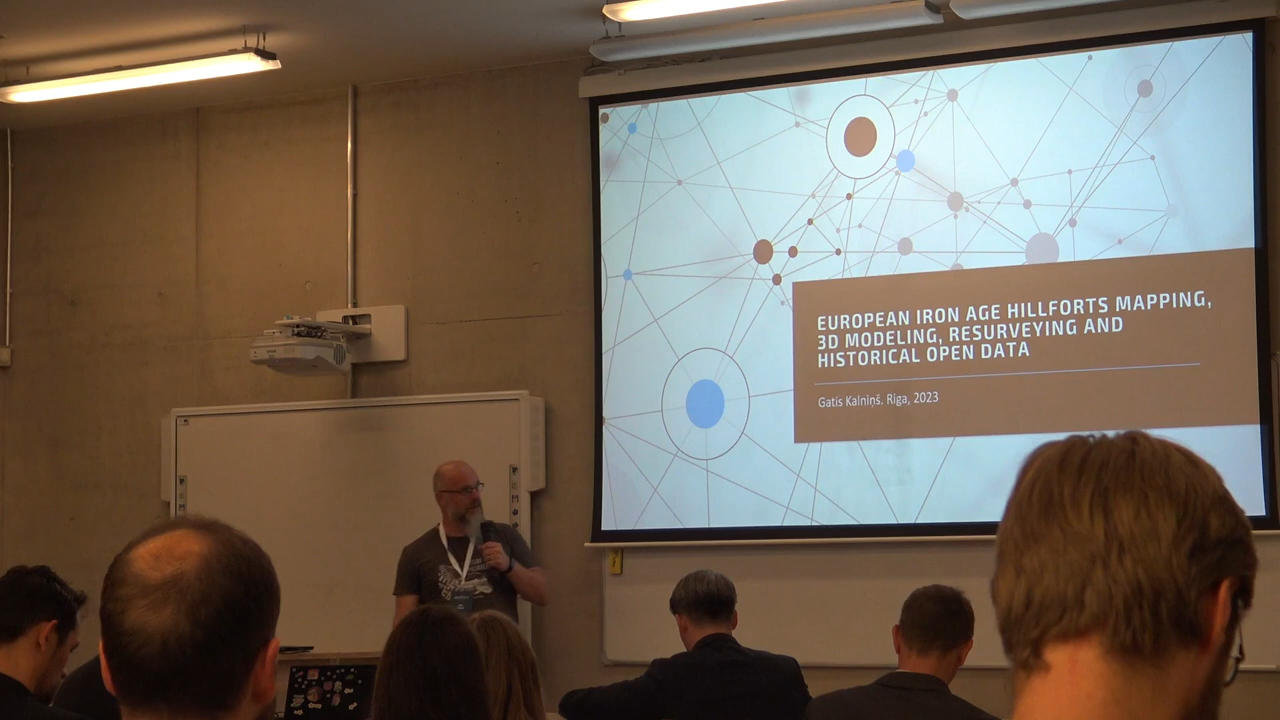 EUROPEAN IRON AGE HILLFORTS MAPPING,
3D MODELING, RESURVEYING AND
HISTORICAL OPEN DATA
Gatis Kalniņš. Riga, 2023